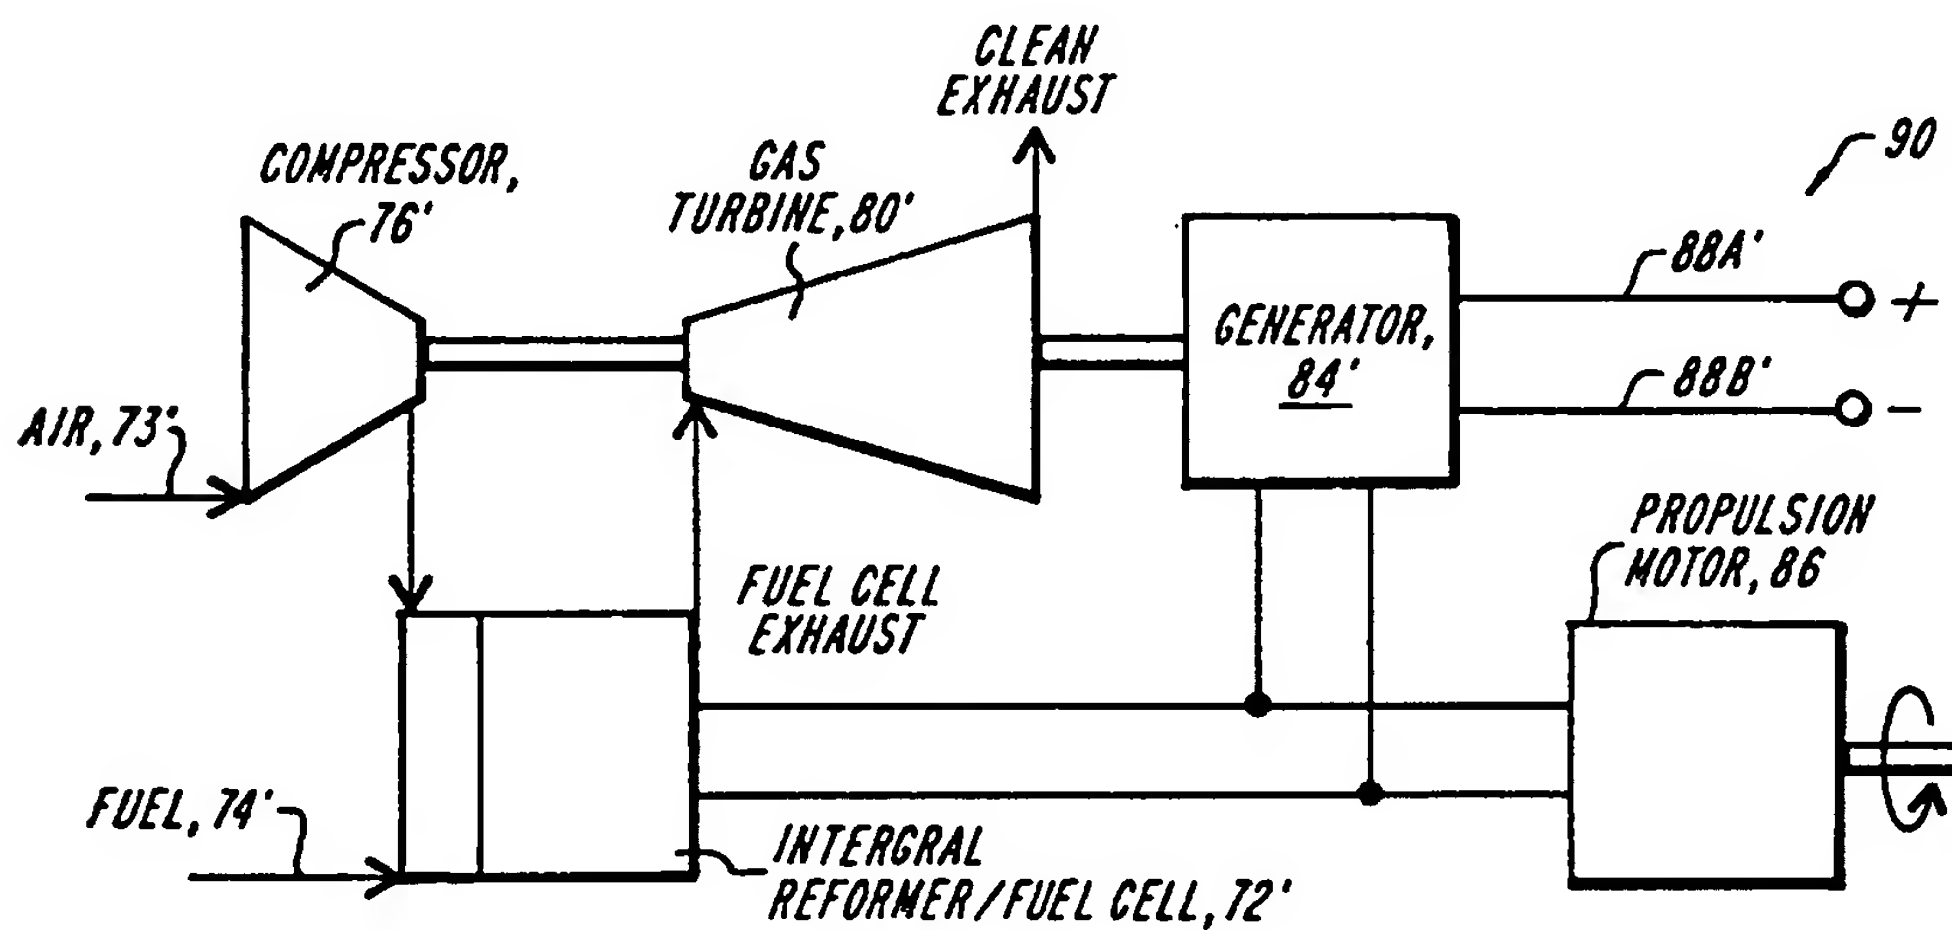 CLEAN
EXHAUST
90
COMPRESSOR,
76'
GAS
TURBINE, 80'
88A'
+
GENERATOR,
84'
88B'
-
AIR, 73'
PROPULSION
MOTOR, 86
FUEL CELL
EXHAUST
FUEL, 74'
INTERGRAL
REFORMER/FUEL CELL, 72'